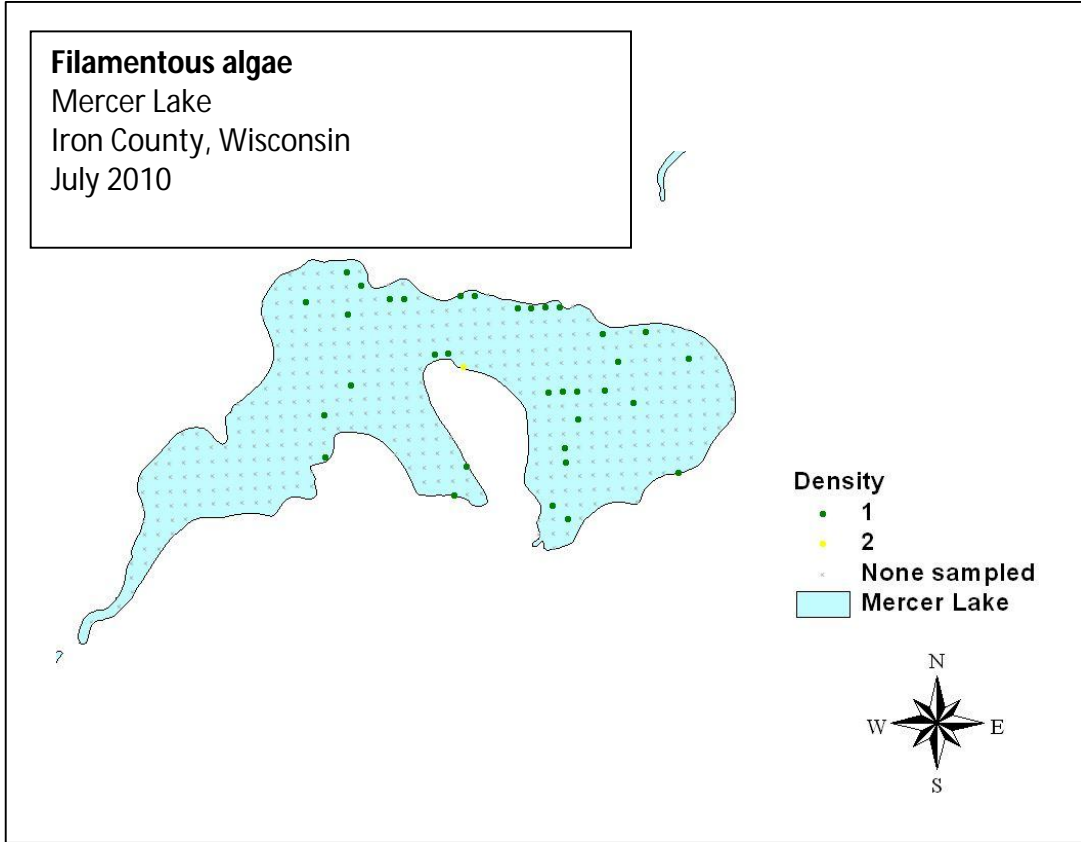 Filamentous algae
Mercer Lake
Iron County, Wisconsin
July 2010
Density
1
2
None sampled
Mercer Lake
N
W E
S